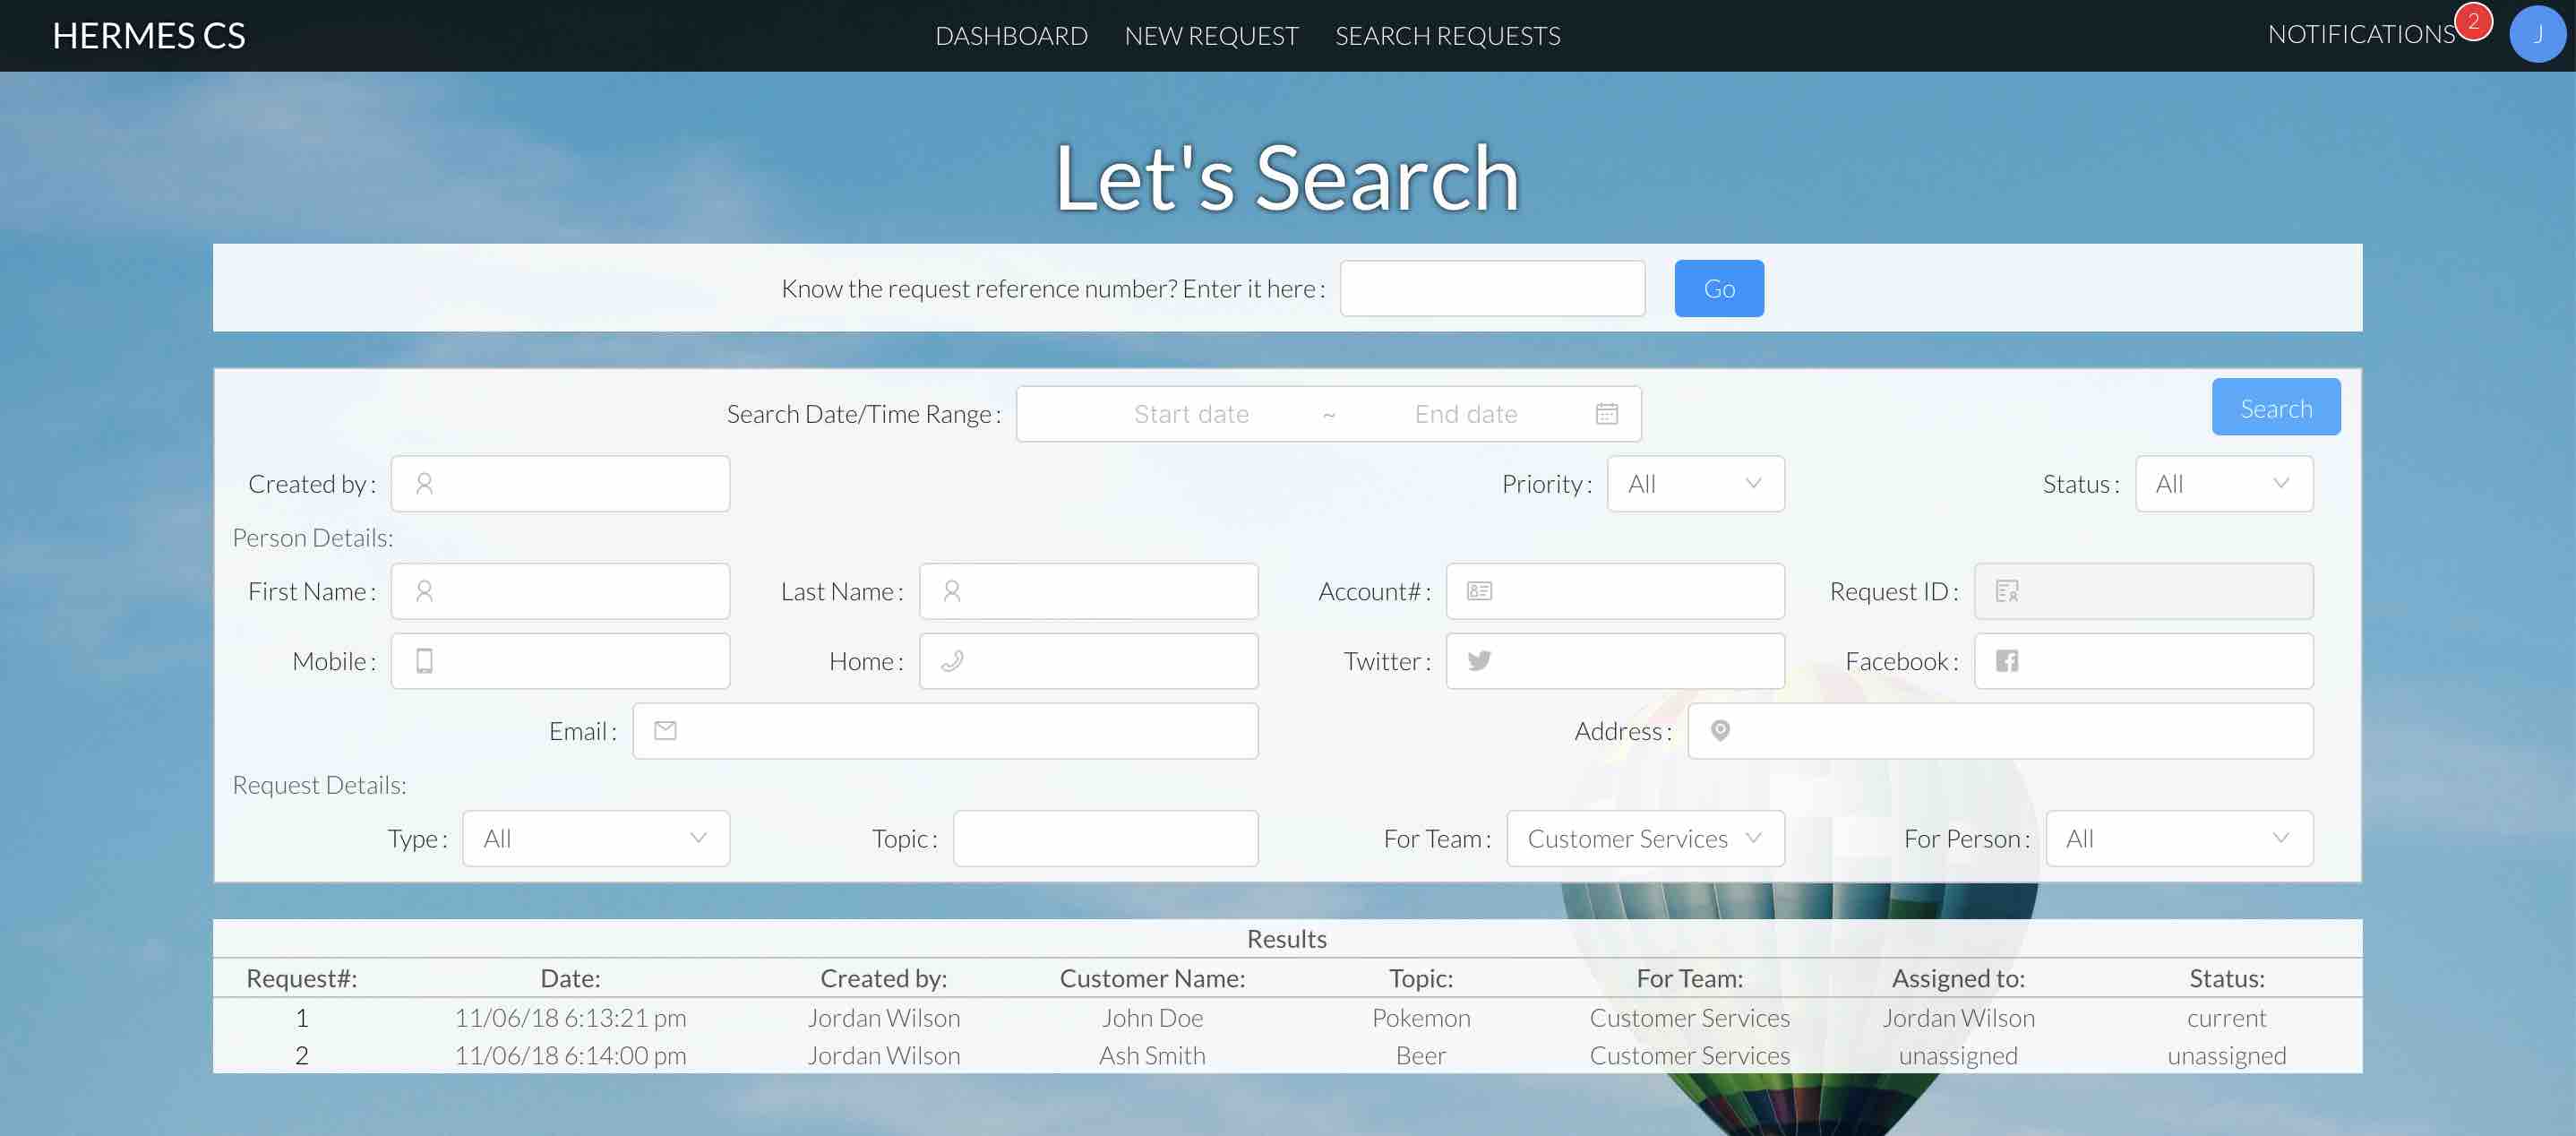 HERMES CS DASHBOARD NEW REQUEST SEARCH REQUESTS NOTIFICATIONS 2 J
Let's Search
Know the request reference number? Enter it here : Go
Search Date/Time Range : Start date ~ End date Search
Created by : Priority : All Status : All
Person Details:
First Name : Last Name : Account# : Request ID :
Mobile : Home : Twitter : Facebook :
Email : Address :
Request Details:
Type : All Topic : For Team : Customer Services For Person : All
Results
Request#: Date: Created by: Customer Name: Topic: For Team: Assigned to: Status:
1 11/06/18 6:13:21 pm Jordan Wilson John Doe Pokemon Customer Services Jordan Wilson current
2 11/06/18 6:14:00 pm Jordan Wilson Ash Smith Beer Customer Services unassigned unassigned